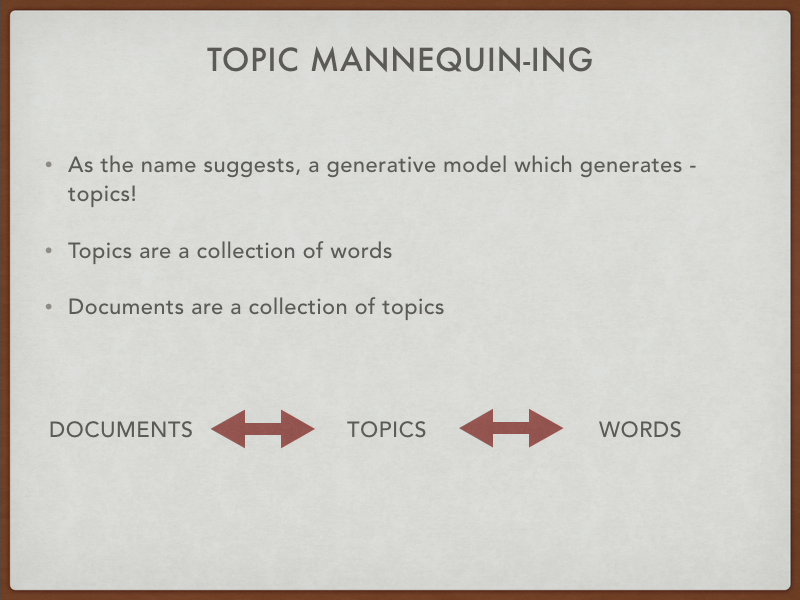 TOPIC MANNEQUIN-ING
• As the name suggests, a generative model which generates -
topics!
• Topics are a collection of words
• Documents are a collection of topics
DOCUMENTS TOPICS WORDS